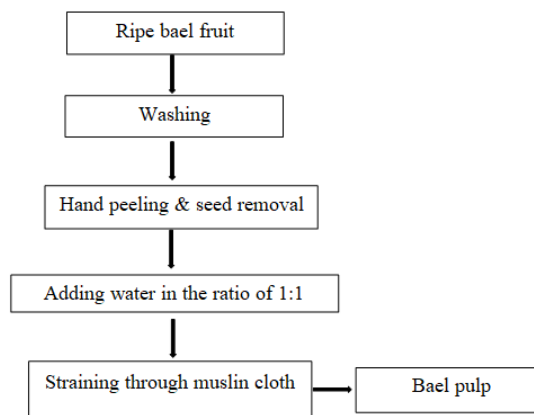 Ripe bael fruit
Washing
Hand peeling & seed removal
Adding water in the ratio of 1:1
Straining through muslin cloth
Bael pulp